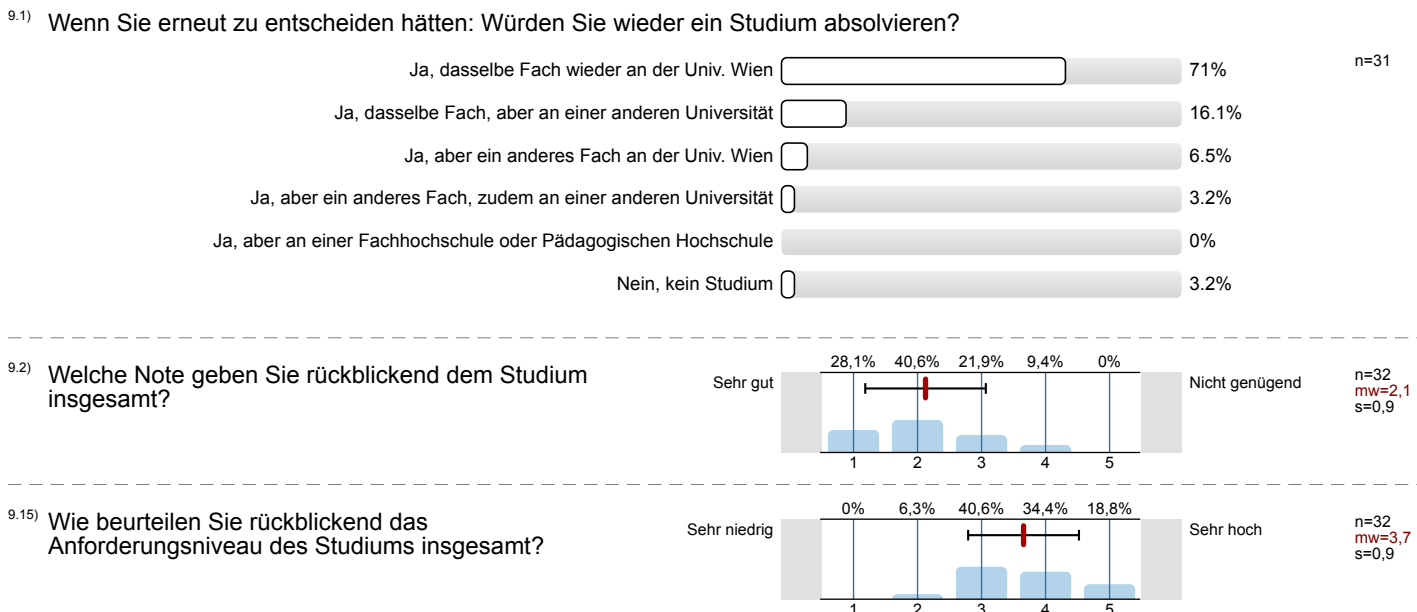 9.1) Wenn Sie erneut zu entscheiden hätten: Würden Sie wieder ein Studium absolvieren?
Ja, dasselbe Fach wieder an der Univ. Wien 71% n=31
Ja, dasselbe Fach, aber an einer anderen Universität 16.1%
Ja, aber ein anderes Fach an der Univ. Wien 6.5%
Ja, aber ein anderes Fach, zudem an einer anderen Universität 3.2%
Ja, aber an einer Fachhochschule oder Pädagogischen Hochschule 0%
Nein, kein Studium 3.2%
9.2) Welche Note geben Sie rückblickend dem Studium
insgesamt?
28,1% 40,6% 21,9% 9,4% 0%
Sehr gut
Nicht genügend
n=32
mw=2,1
s=0,9
1 2 3 4 5
9.15) Wie beurteilen Sie rückblickend das
Anforderungsniveau des Studiums insgesamt?
0% 6,3% 40,6% 34,4% 18,8%
Sehr niedrig
Sehr hoch
n=32
mw=3,7
s=0,9
1 2 3 4 5